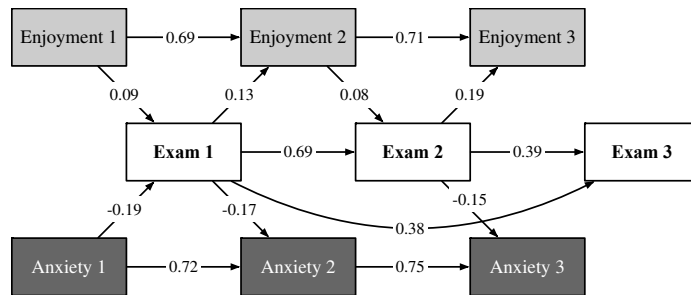 Enjoyment 1
0.69
Enjoyment 2
0.71
Enjoyment 3
0.09
0.13
0.08
0.19
Exam 1
0.69
Exam 2
0.39
Exam 3
-0.19
-0.17
0.38
-0.15
Anxiety 1
0.72
Anxiety 2
0.75
Anxiety 3